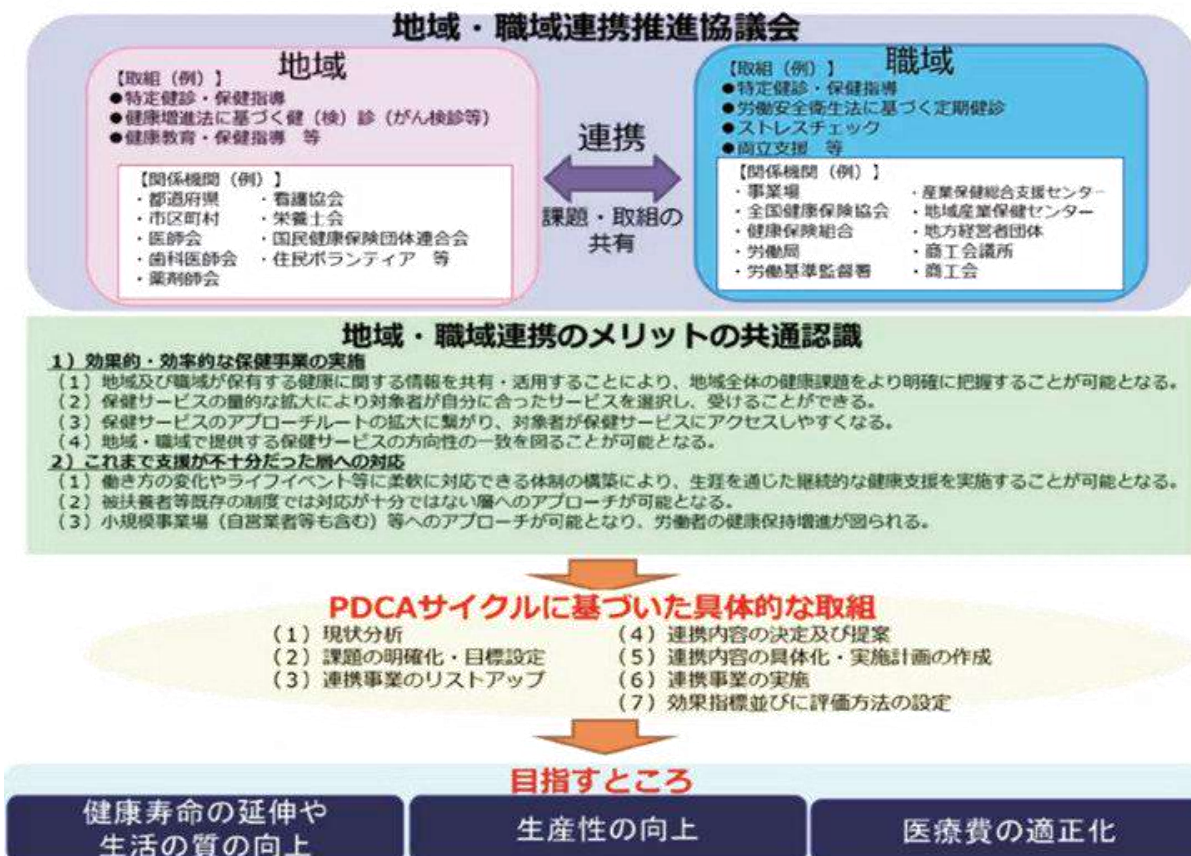 地域・職域連携推進協議会
地域
【取組（例）】
●特定健診・保健指導
●健康増進法に基づく健（検）診（がん検診等）
●健康教育・保健指導　等
【関係機関（例）】
・都道府県　・看護協会
・市区町村　・栄養士会
・医師会　・国民健康保険団体連合会
・歯科医師会　・住民ボランティア　等
・薬剤師会
連携
課題・取組の
共有
職域
【取組（例）】
●特定健診・保健指導
●労働安全衛生法に基づく定期健診
●ストレスチェック
●両立支援　等
【関係機関（例）】
・事業場　・産業保健総合支援センター
・全国健康保険協会　・地域産業保健センター
・健康保険組合　・地方経営者団体
・労働局　・商工会議所
・労働基準監督署　・商工会
地域・職域連携のメリットの共通認識
1）効果的・効率的な保健事業の実施
（1）地域及び職域が保有する健康に関する情報を共有・活用することにより、地域全体の健康課題をより明確に把握することが可能となる。
（2）保健サービスの量的な拡大により対象者が自分に合ったサービスを選択し、受けることができる。
（3）保健サービスのアプローチルートの拡大に繋がり、対象者が保健サービスにアクセスしやすくなる。
（4）地域・職域で提供する保健サービスの方向性の一致を図ることが可能となる。
2）これまで支援が不十分だった層への対応
（1）働き方の変化やライフイベント等に柔軟に対応できる体制の構築により、生涯を通じた継続的な健康支援を実施することが可能となる。
（2）被扶養者等既存の制度では対応が十分ではない層へのアプローチが可能となる。
（3）小規模事業場（自営業者等も含む）等へのアプローチが可能となり、労働者の健康保持増進が図られる。
PDCAサイクルに基づいた具体的な取組
（1）現状分析
（2）課題の明確化・目標設定
（3）連携事業のリストアップ
（4）連携内容の決定及び提案
（5）連携内容の具体化・実施計画の作成
（6）連携事業の実施
（7）効果指標並びに評価方法の設定
目指すところ
健康寿命の延伸や
生活の質の向上
生産性の向上
医療費の適正化